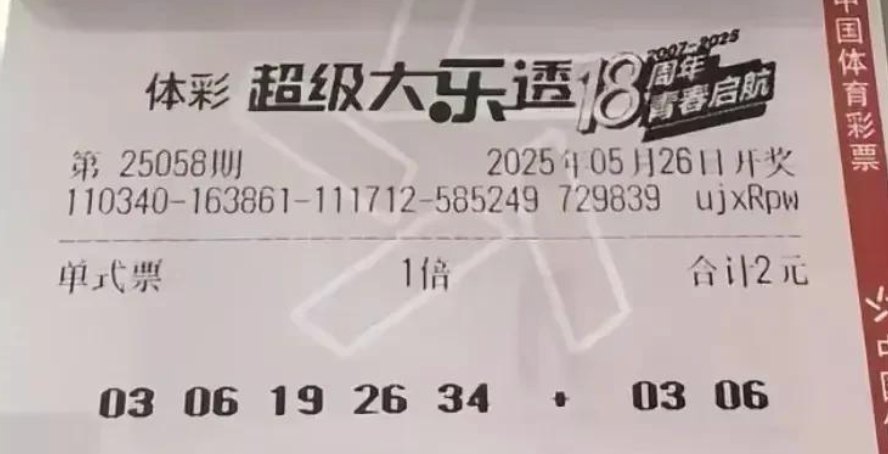 体彩 超级大乐透 18周年 2007-2025
青春启航
第 25058期 2025年05月26日开奖
110340-163861-111712-585249 729839 ujxRpw
单式票 1倍 合计2元
03 06 19 26 34 + 03 06
中国体育彩票